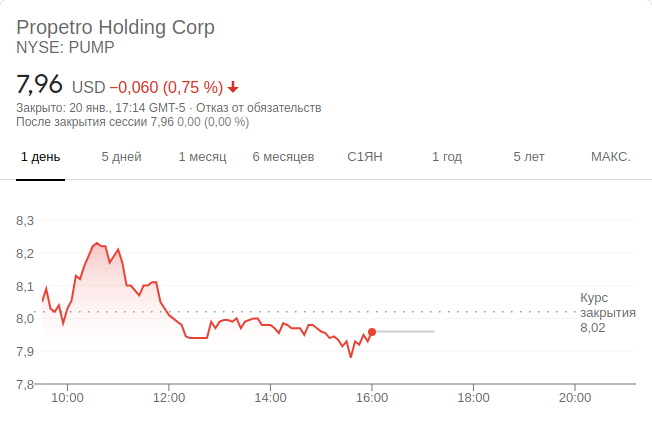 Propetro Holding Corp
NYSE: PUMP
7,96 USD −0,060 (0,75 %)
Закрыто: 20 янв., 17:14 GMT-5 · Отказ от обязательств
После закрытия сессии 7,96 0,00 (0,00 %)
1 день 5 дней 1 месяц 6 месяцев С1ЯН 1 год 5 лет МАКС.
8,3
8,2
8,1
8,0
7,9
7,8
Курс
закрытия
8,02
10:00 12:00 14:00 16:00 18:00 20:00